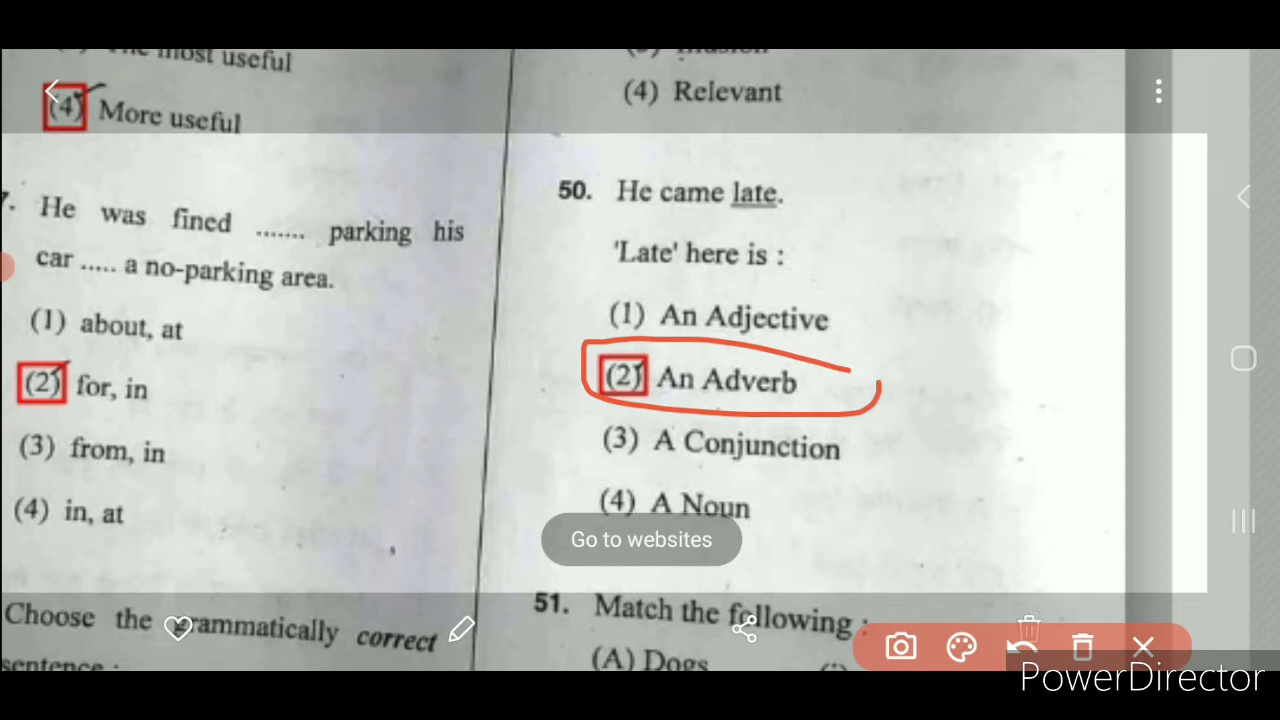 most useful
(4) More useful
7. He was fined ....... parking his
car ..... a no-parking area.
(1) about, at
(2) for, in
(3) from, in
(4) in, at
Choose the grammatically correct
sentence :
(4) Relevant
50. He came late.
'Late' here is :
(1) An Adjective
(2) An Adverb
(3) A Conjunction
(4) A Noun
Go to websites
51. Match the following :
(A) Dogs
PowerDirector